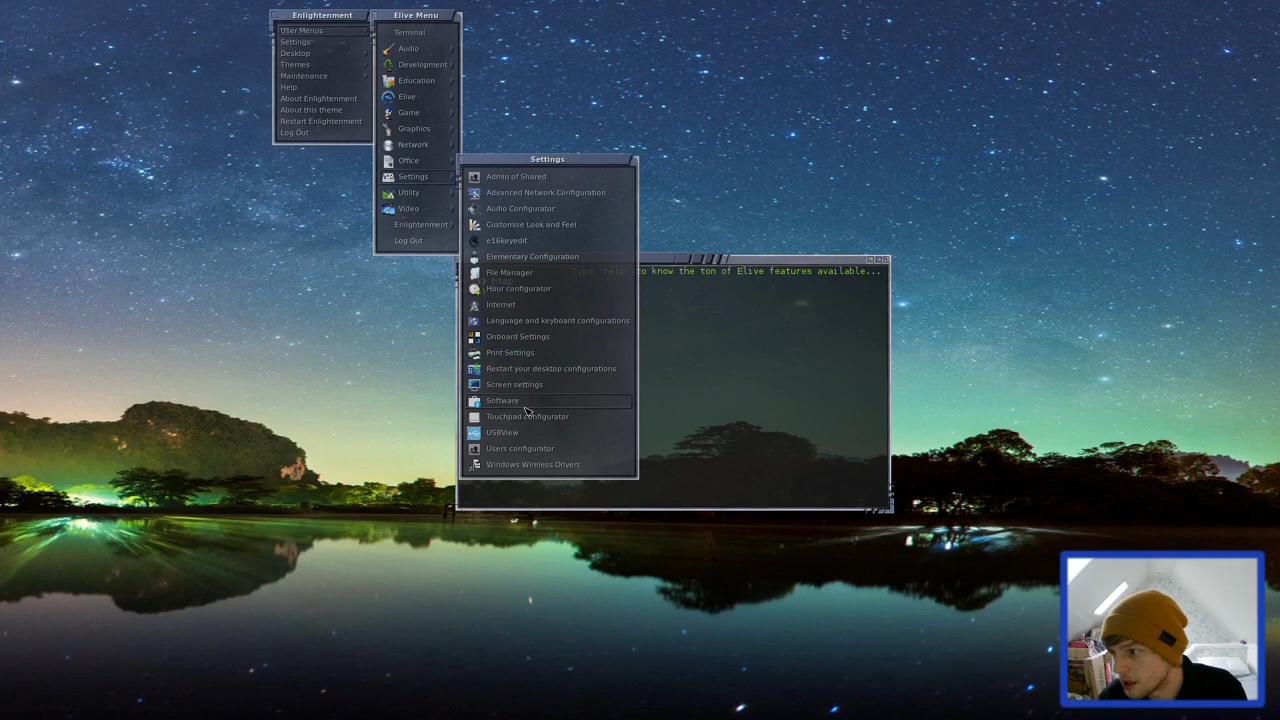 Enlightenment
User Menus
Settings
Desktop
Themes
Maintenance
Help
About Enlightenment
About this theme
Restart Enlightenment
Log Out
Elive Menu
Terminal
Audio
Development
Education
Elive
Game
Graphics
Network
Office
Settings
Utility
Video
Enlightenment
Log Out
Settings
Admin of Shared
Advanced Network Configuration
Audio Configurator
Customise Look and Feel
e16keyedit
Elementary Configuration
File Manager
Hour configurator
Internet
Language and keyboard configurations
Onboard Settings
Print Settings
Restart your desktop configurations
Screen settings
Software
Touchpad configurator
USBView
Users configurator
Windows Wireless Drivers
Type "help" to know the ton of Elive features available...
htop